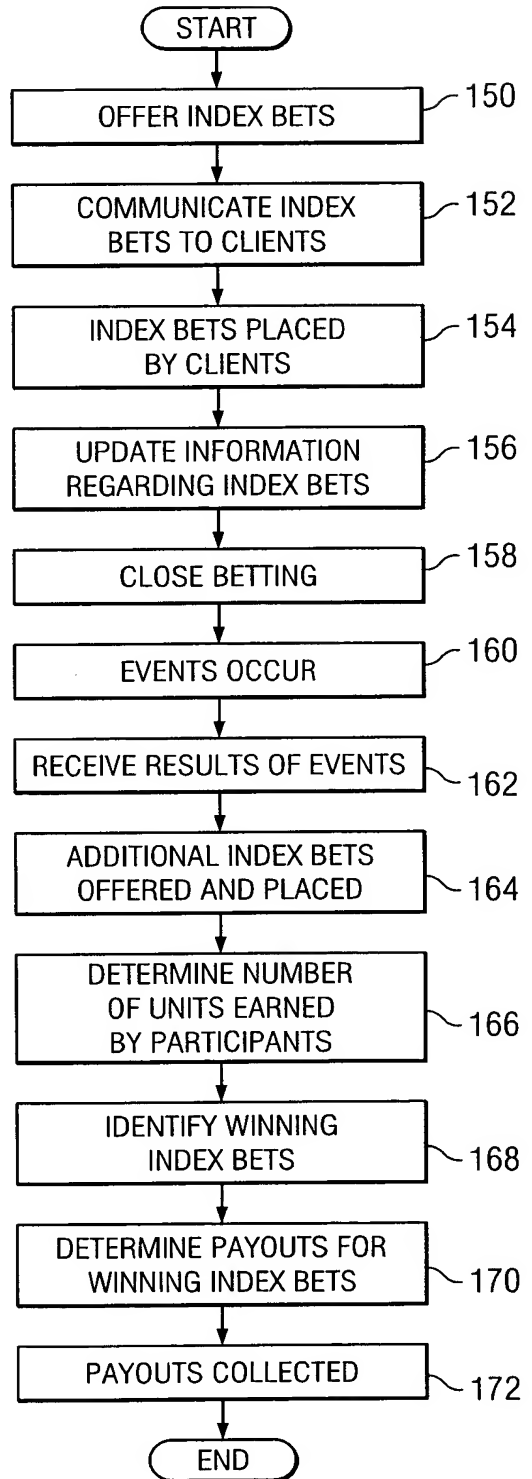 START
OFFER INDEX BETS
150
COMMUNICATE INDEX
BETS TO CLIENTS
152
INDEX BETS PLACED
BY CLIENTS
154
UPDATE INFORMATION
REGARDING INDEX BETS
156
CLOSE BETTING
158
EVENTS OCCUR
160
RECEIVE RESULTS OF EVENTS
162
ADDITIONAL INDEX BETS
OFFERED AND PLACED
164
DETERMINE NUMBER
OF UNITS EARNED
BY PARTICIPANTS
166
IDENTIFY WINNING
INDEX BETS
168
DETERMINE PAYOUTS FOR
WINNING INDEX BETS
170
PAYOUTS COLLECTED
172
END